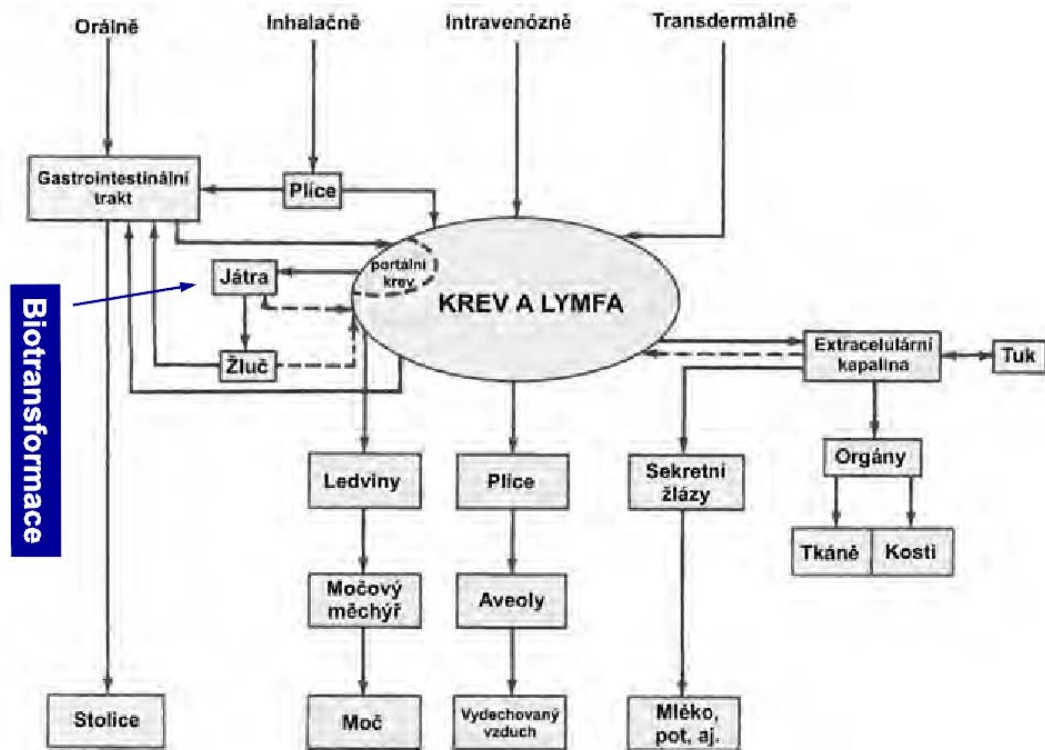 Orálně
Inhalačně
Intravenózně
Transdermálně
Gastrointestinální
trakt
Plíce
portální
krev
Játra
KREV A LYMFA
Žluč
Biotransformace
Extracelulární
kapalina
Tuk
Ledviny
Plíce
Sekretní
žlázy
Orgány
Tkáně
Kosti
Močový
měchýř
Aveoly
Stolice
Moč
Vydechovaný
vzduch
Mléko,
pot, aj.